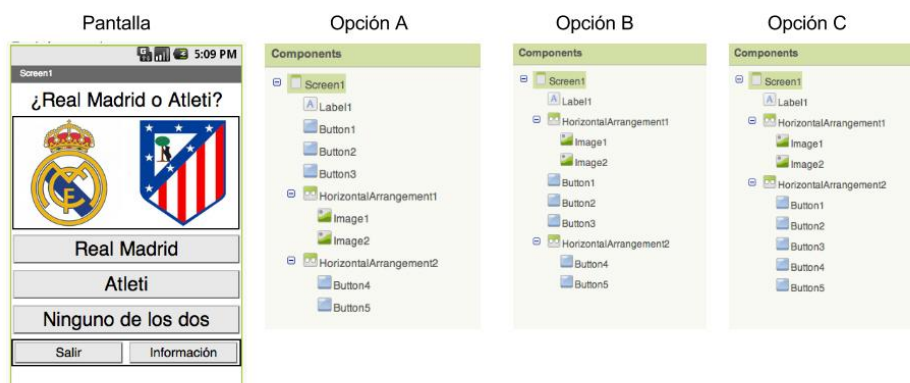 Pantalla
Opción A
Opción B
Opción C
5:09 PM
Screen1
¿Real Madrid o Atleti?
Real Madrid
Atleti
Ninguno de los dos
Salir
Información
Components
Screen1
Label1
Button1
Button2
Button3
HorizontalArrangement1
Image1
Image2
HorizontalArrangement2
Button4
Button5
Components
Screen1
Label1
HorizontalArrangement1
Image1
Image2
Button1
Button2
Button3
HorizontalArrangement2
Button4
Button5
Components
Screen1
Label1
HorizontalArrangement1
Image1
Image2
HorizontalArrangement2
Button1
Button2
Button3
Button4
Button5